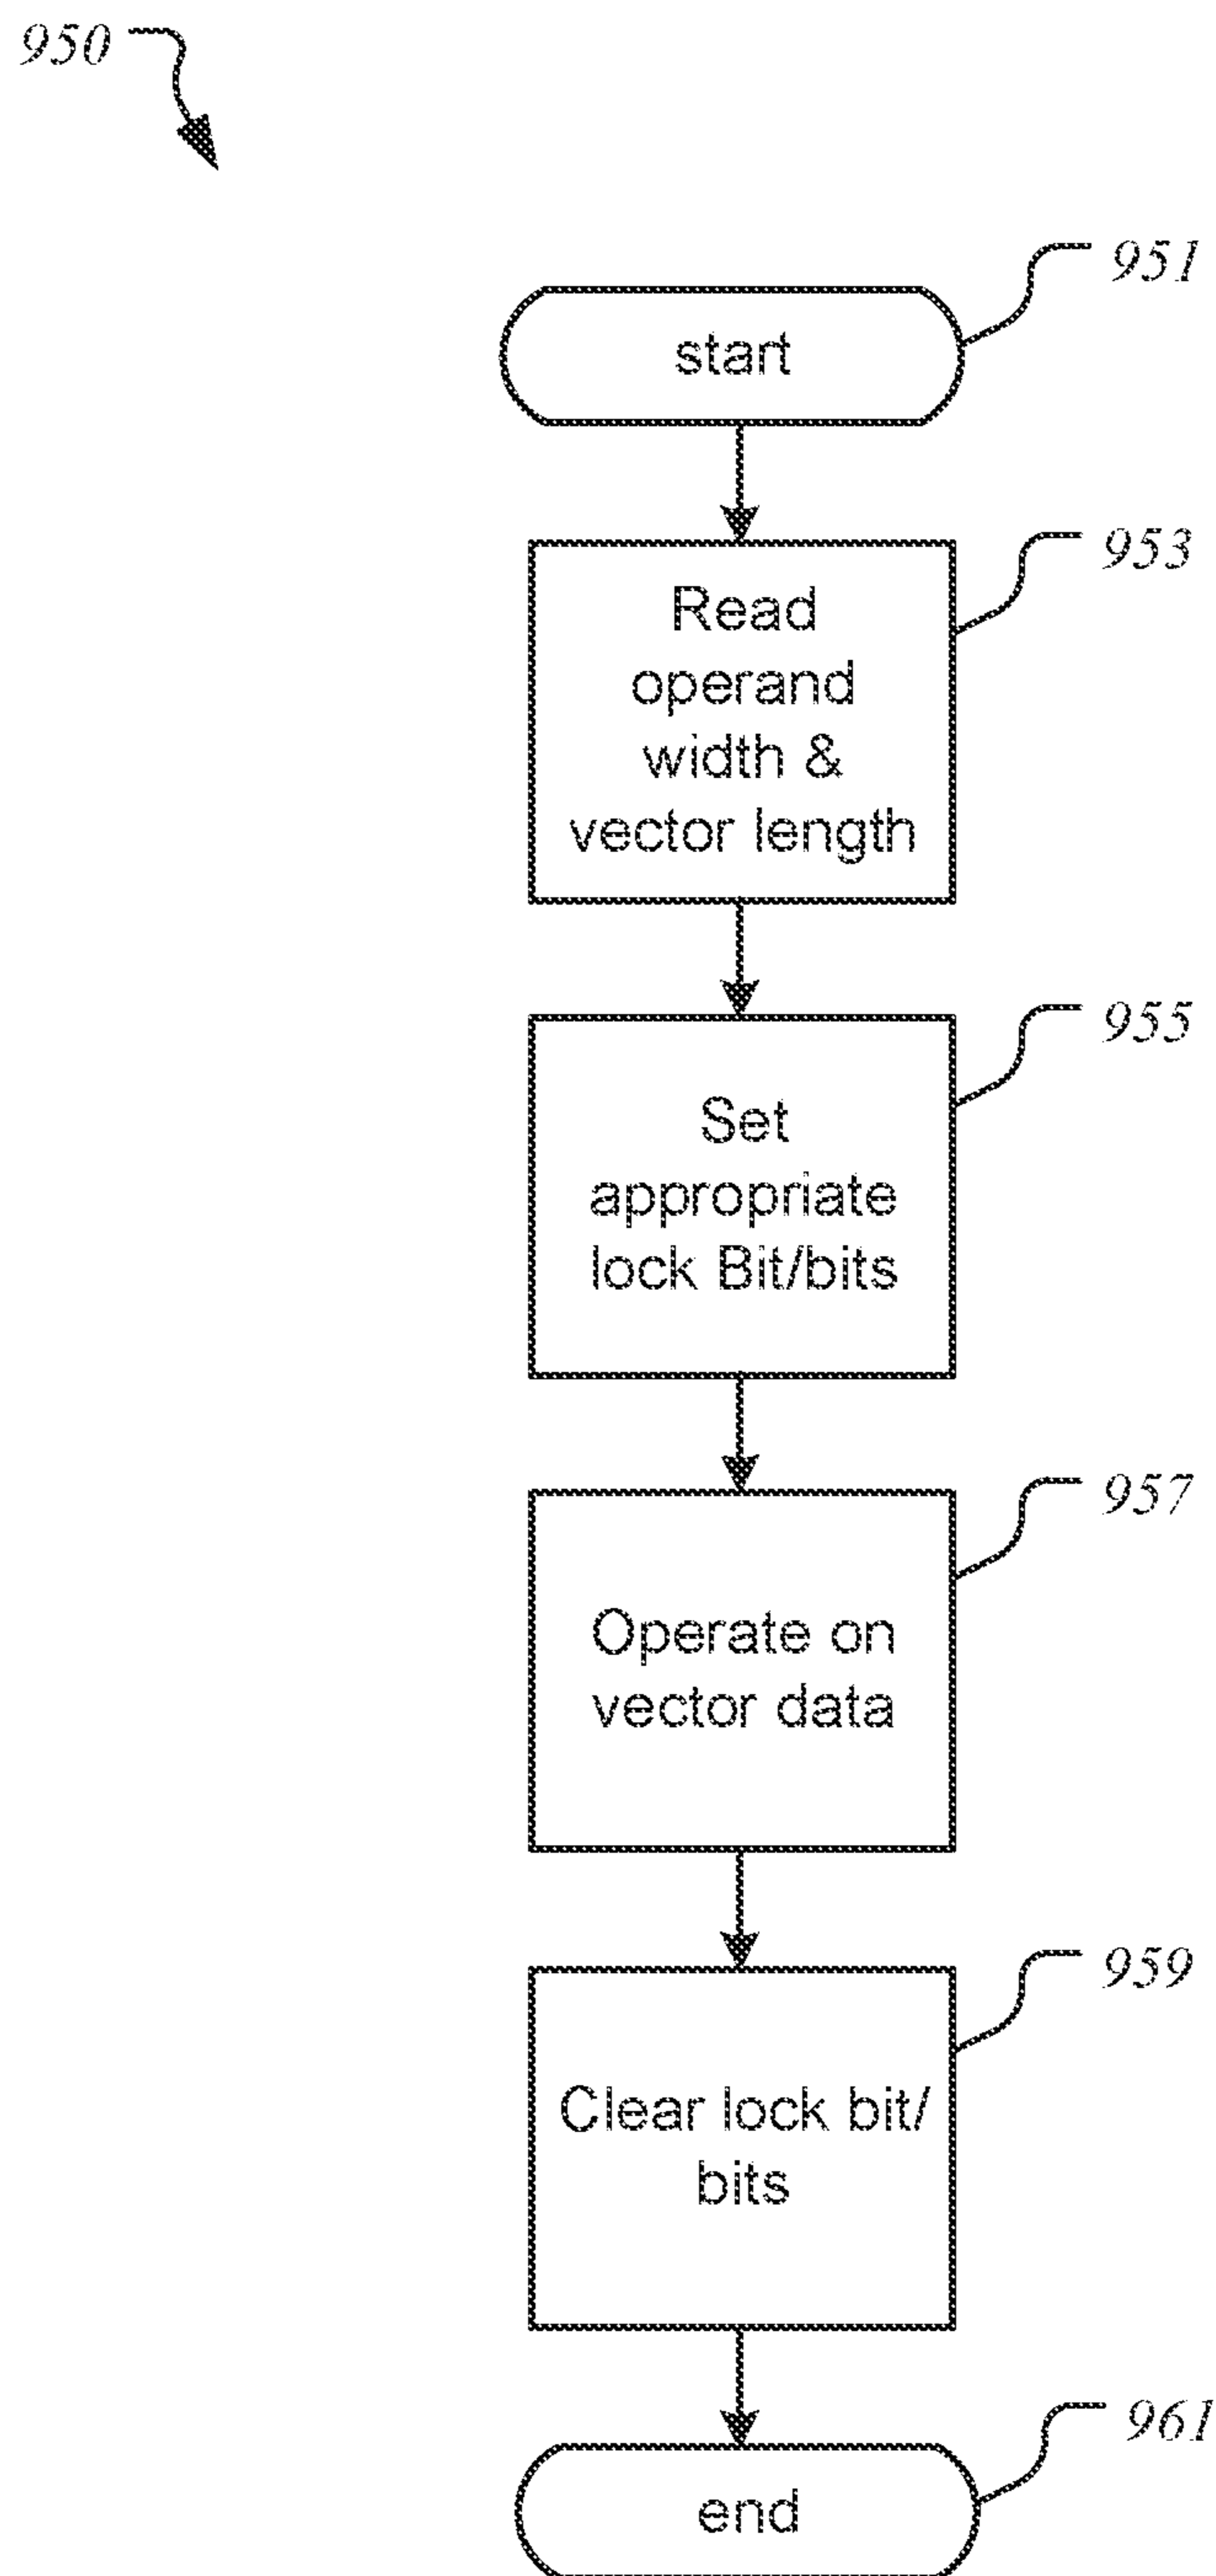 950
951
start
953
Read
operand
width &
vector length
955
Set
appropriate
lock Bit/bits
957
Operate on
vector data
959
Clear lock bit/
bits
961
end